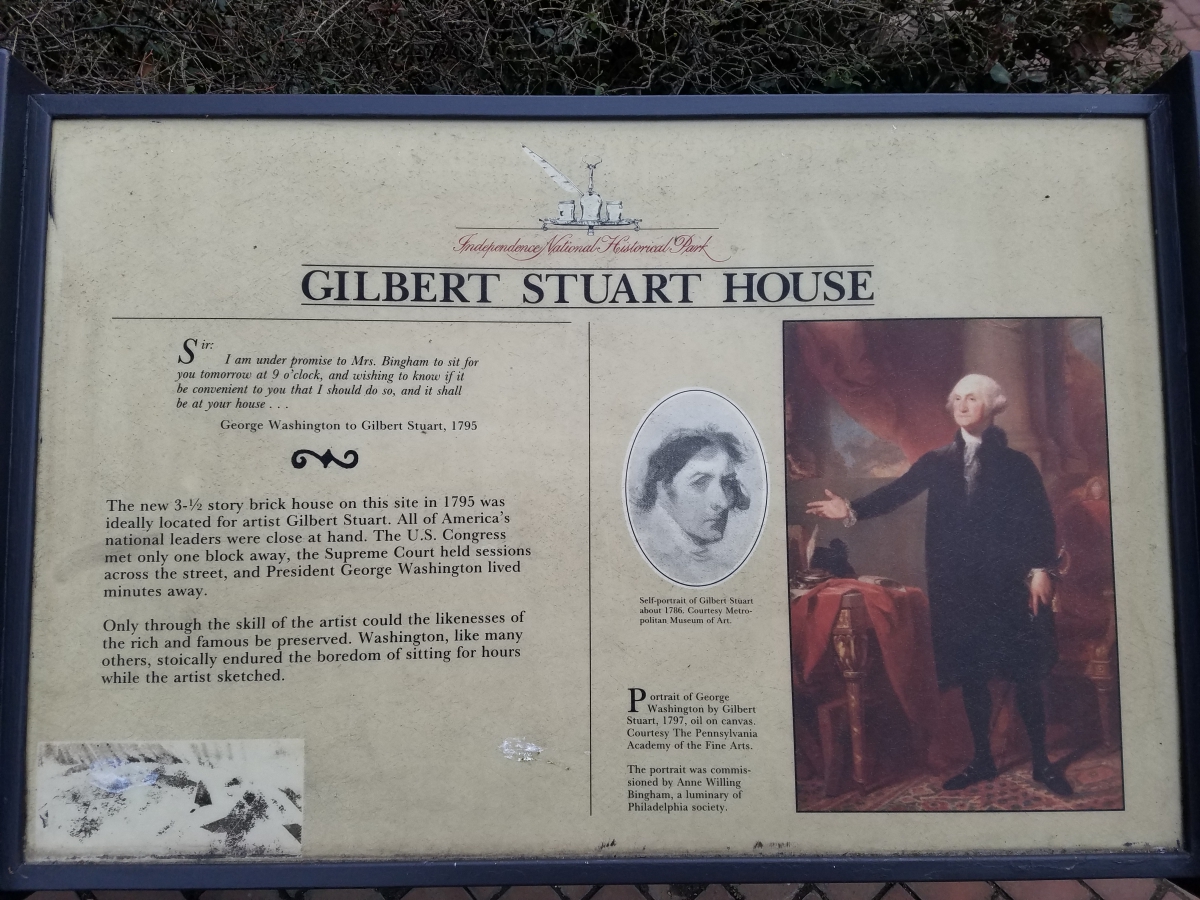 Independence National Historical Park
GILBERT STUART HOUSE
Sir:
I am under promise to Mrs. Bingham to sit for
you tomorrow at 9 o'clock, and wishing to know if it
be convenient to you that I should do so, and it shall
be at your house . . .
George Washington to Gilbert Stuart, 1795
The new 3-½ story brick house on this site in 1795 was
ideally located for artist Gilbert Stuart. All of America's
national leaders were close at hand. The U.S. Congress
met only one block away, the Supreme Court held sessions
across the street, and President George Washington lived
minutes away.
Only through the skill of the artist could the likenesses of
the rich and famous be preserved. Washington, like many
others, stoically endured the boredom of sitting for hours
while the artist sketched.
Self-portrait of Gilbert Stuart
about 1786. Courtesy Metro-
politan Museum of Art.
Portrait of George
Washington by Gilbert
Stuart, 1797, oil on canvas.
Courtesy The Pennsylvania
Academy of the Fine Arts.
The portrait was commis-
sioned by Anne Willing
Bingham, a luminary of
Philadelphia society.